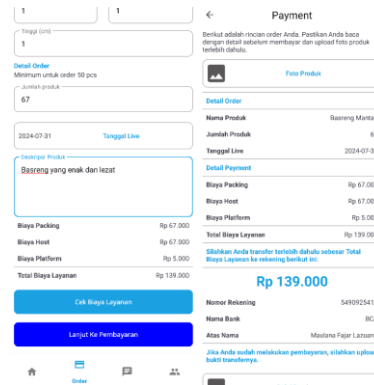 1
1
Tinggi (cm)
1
Detail Order
Minimum untuk order 50 pcs
Jumlah produk
67
2024-07-31 Tanggal Live
Deskripsi Produk
Basreng yang enak dan lezat
Biaya Packing Rp 67.000
Biaya Host Rp 67.000
Biaya Platform Rp 5.000
Total Biaya Layanan Rp 139.000
Cek Biaya Layanan
Lanjut Ke Pembayaran
Order
Payment
Berikut adalah rincian order Anda. Pastikan Anda baca
dengan detail sebelum membayar dan upload foto produk
terlebih dahulu.
Foto Produk
Detail Order
Nama Produk Basreng Manta
Jumlah Produk 6
Tanggal Live 2024-07-3
Detail Payment
Biaya Packing Rp 67.00
Biaya Host Rp 67.00
Biaya Platform Rp 5.00
Total Biaya Layanan Rp 139.00
Silahkan Anda transfer terlebih dahulu sebesar Total
Biaya Layanan ke rekening berikut ini:
Rp 139.000
Nomor Rekening 549092541
Nama Bank BC
Atas Nama Maulana Fajar Lazuar
Jika Anda sudah melakukan pembayaran, silahkan uploa
bukti transfernya.